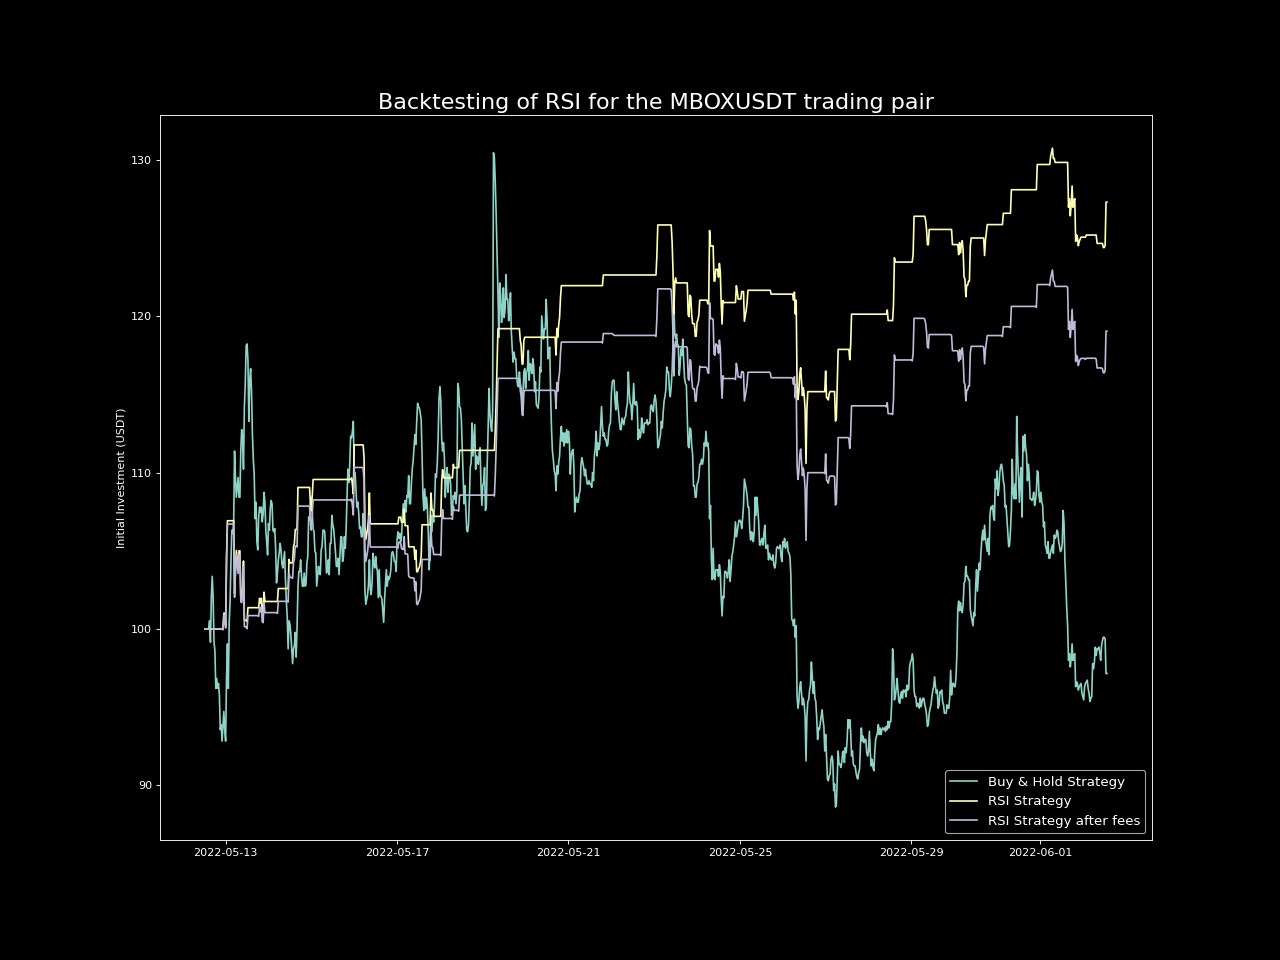 Backtesting of RSI for the MBOXUSDT trading pair
Initial Investment (USDT)
130
120
110
100
90
2022-05-13
2022-05-17
2022-05-21
2022-05-25
2022-05-29
2022-06-01
Buy & Hold Strategy
RSI Strategy
RSI Strategy after fees